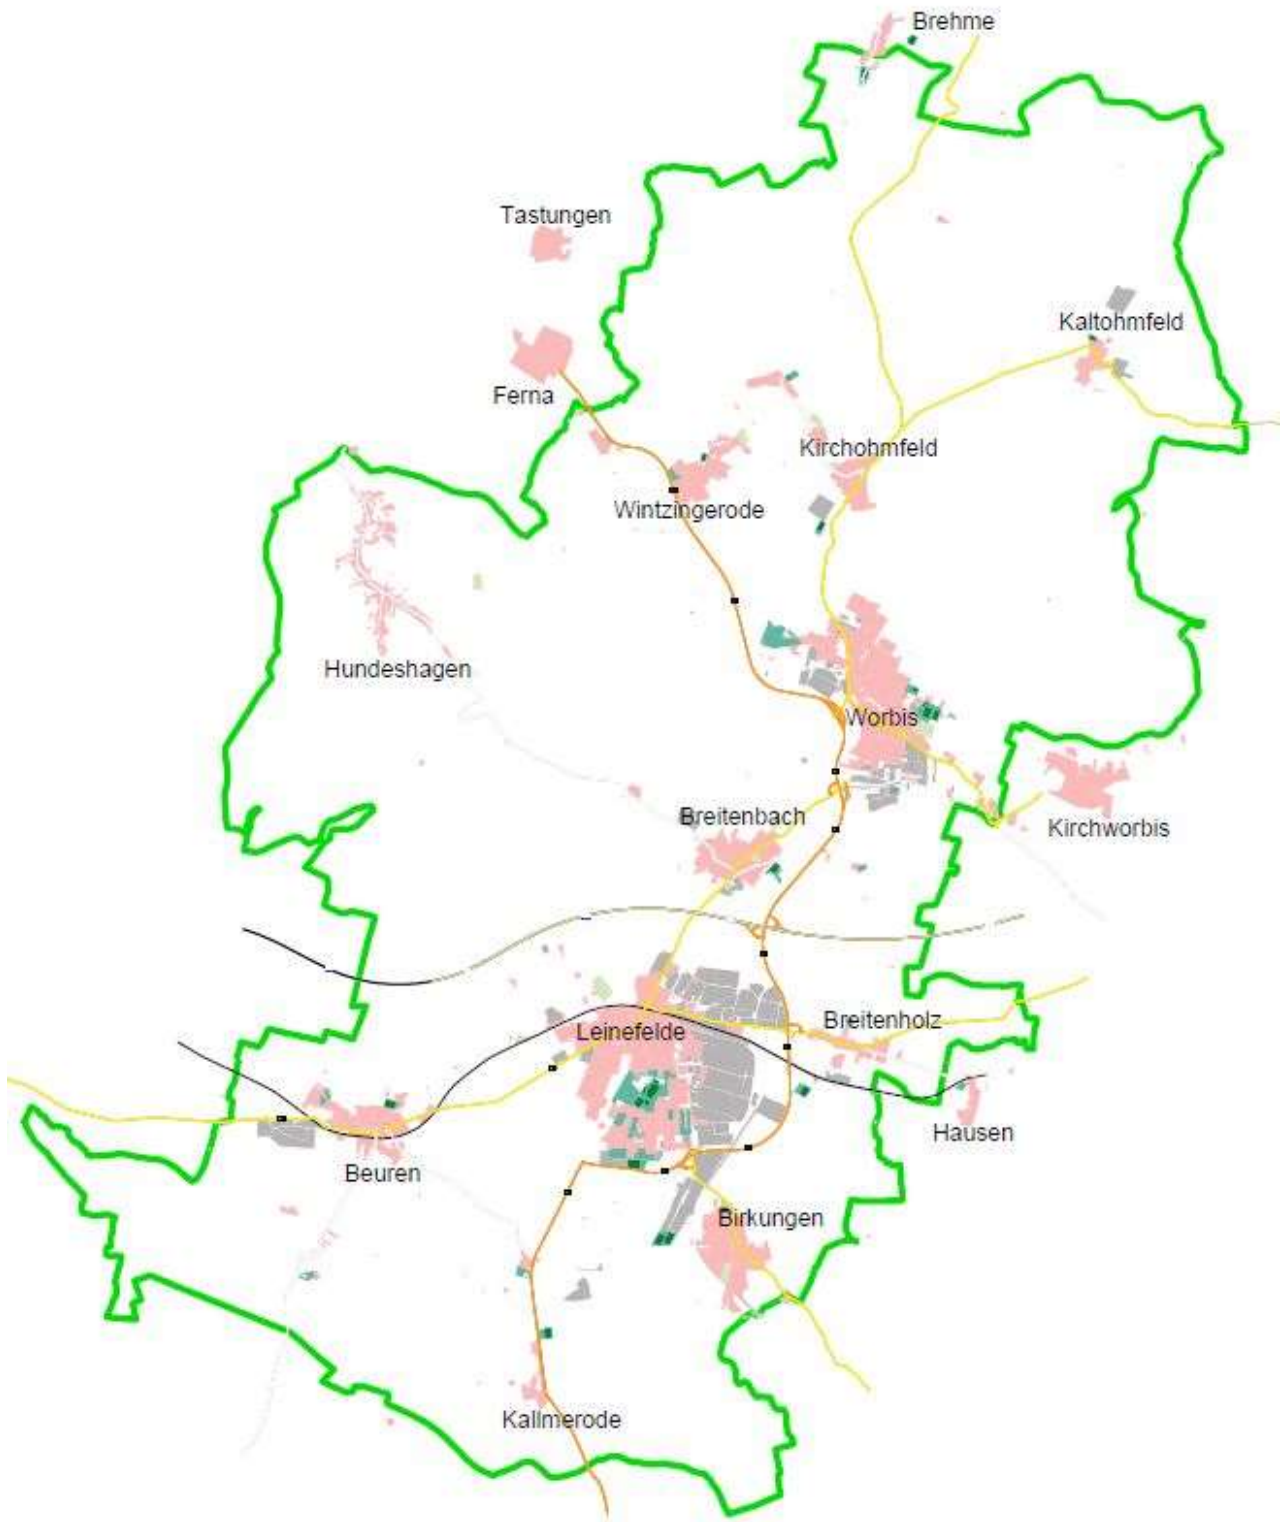 Brehme
Tastungen
Kaltohmfeld
Ferna
Kirchohmfeld
Wintzingerode
Hundeshagen
Worbis
Breitenbach
Kirchworbis
Breitenholz
Leinefelde
Hausen
Beuren
Birkungen
Kallmerode